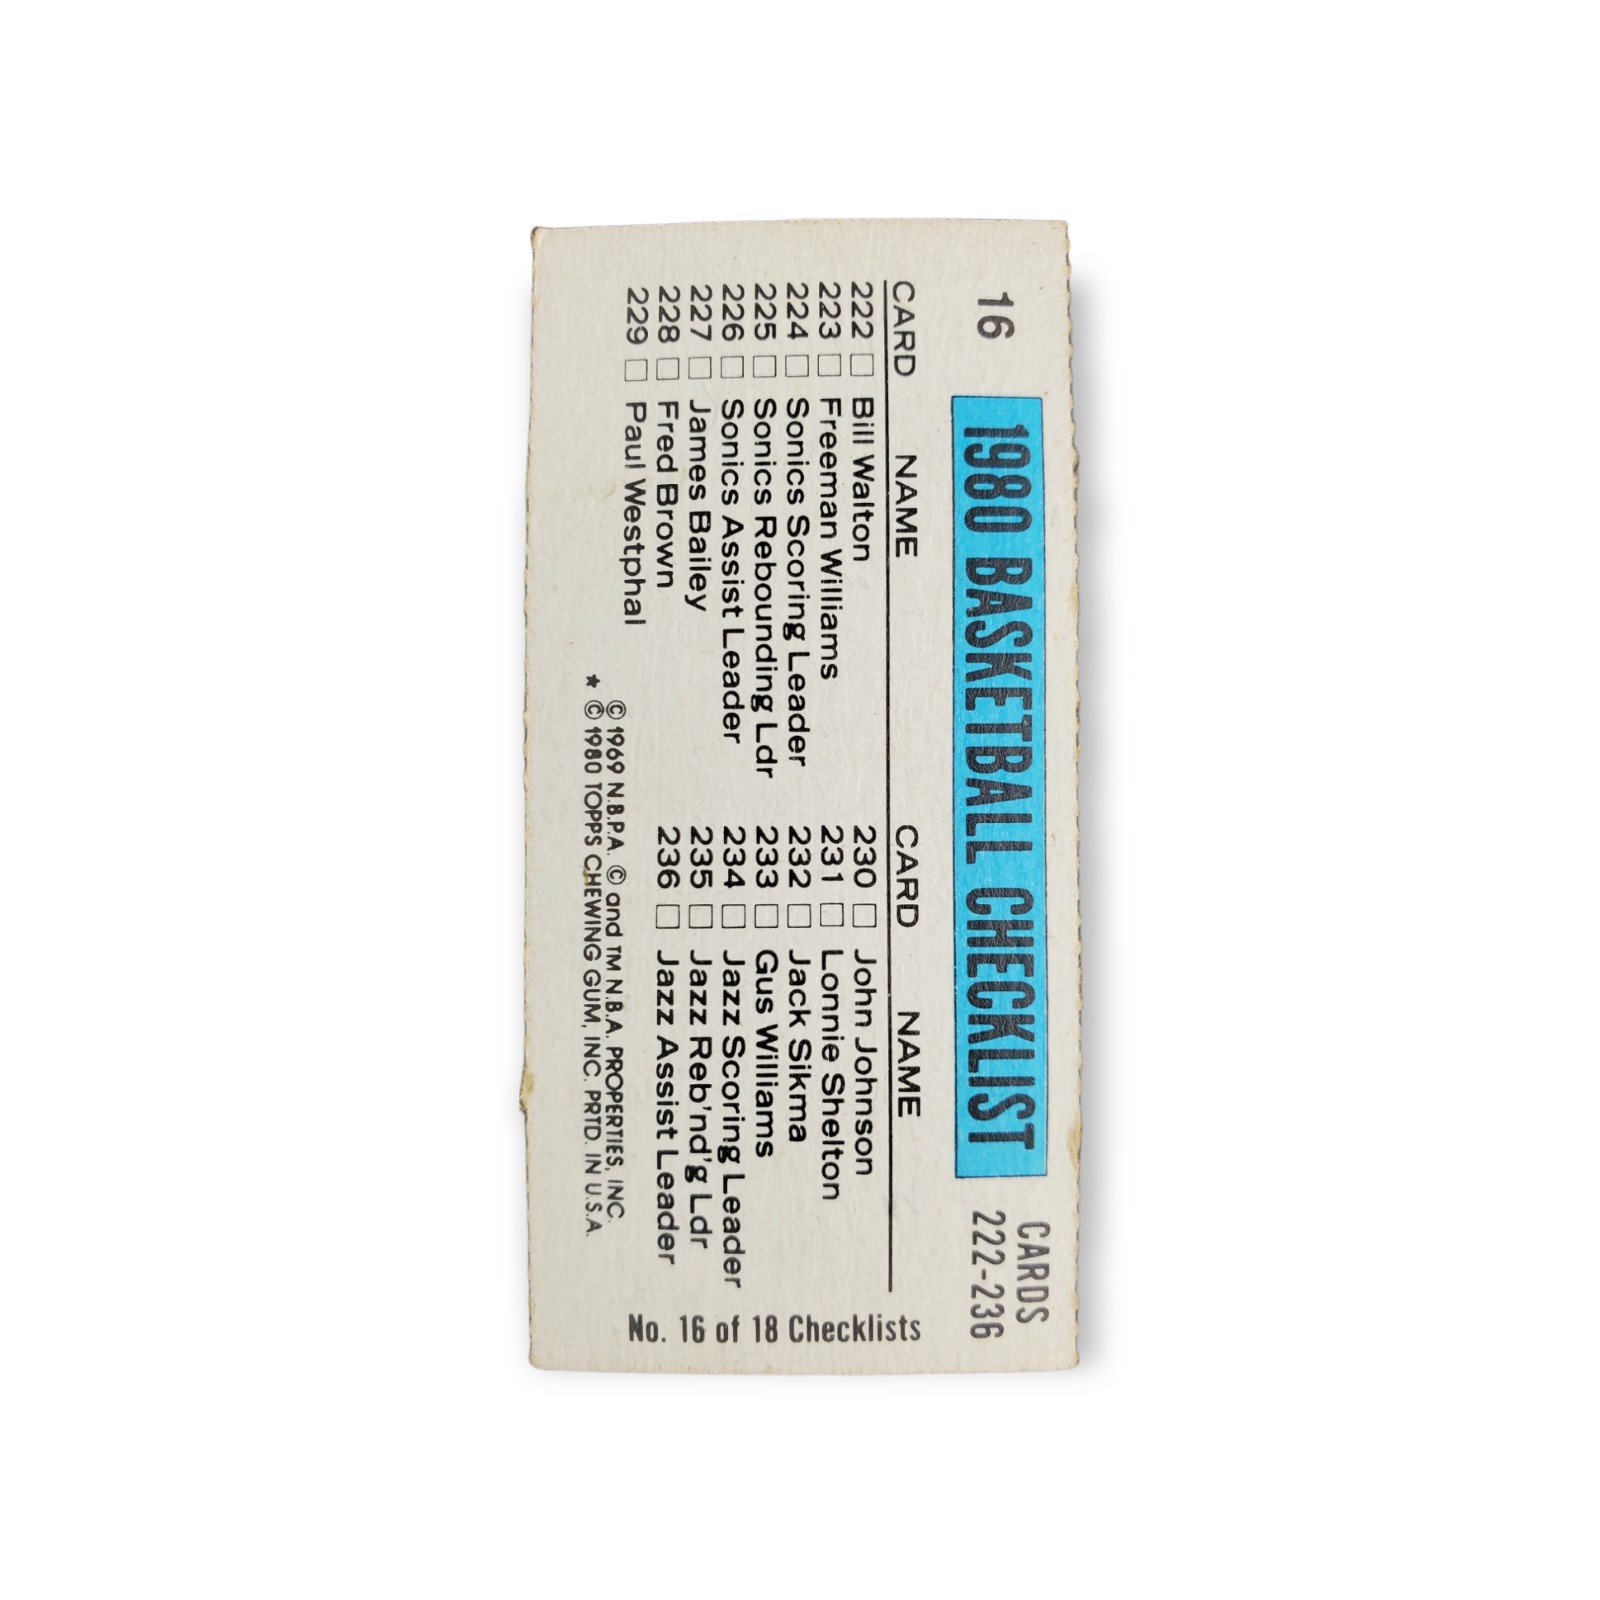 16 1980 BASKETBALL CHECKLIST CARDS 222-236
CARD NAME CARD NAME
222 □ Bill Walton
223 □ Freeman Williams
224 □ Sonics Scoring Leader
225 □ Sonics Rebounding Ldr
226 □ Sonics Assist Leader
227 □ James Bailey
228 □ Fred Brown
229 □ Paul Westphal
230 □ John Johnson
231 □ Lonnie Shelton
232 □ Jack Sikma
233 □ Gus Williams
234 □ Jazz Scoring Leader
235 □ Jazz Reb'nd'g Ldr
236 □ Jazz Assist Leader
© 1969 N.B.P.A. © and TM N.B.A. PROPERTIES, INC.
★ © 1980 TOPPS CHEWING GUM, INC. PRTD. IN U.S.A.
No. 16 of 18 Checklists